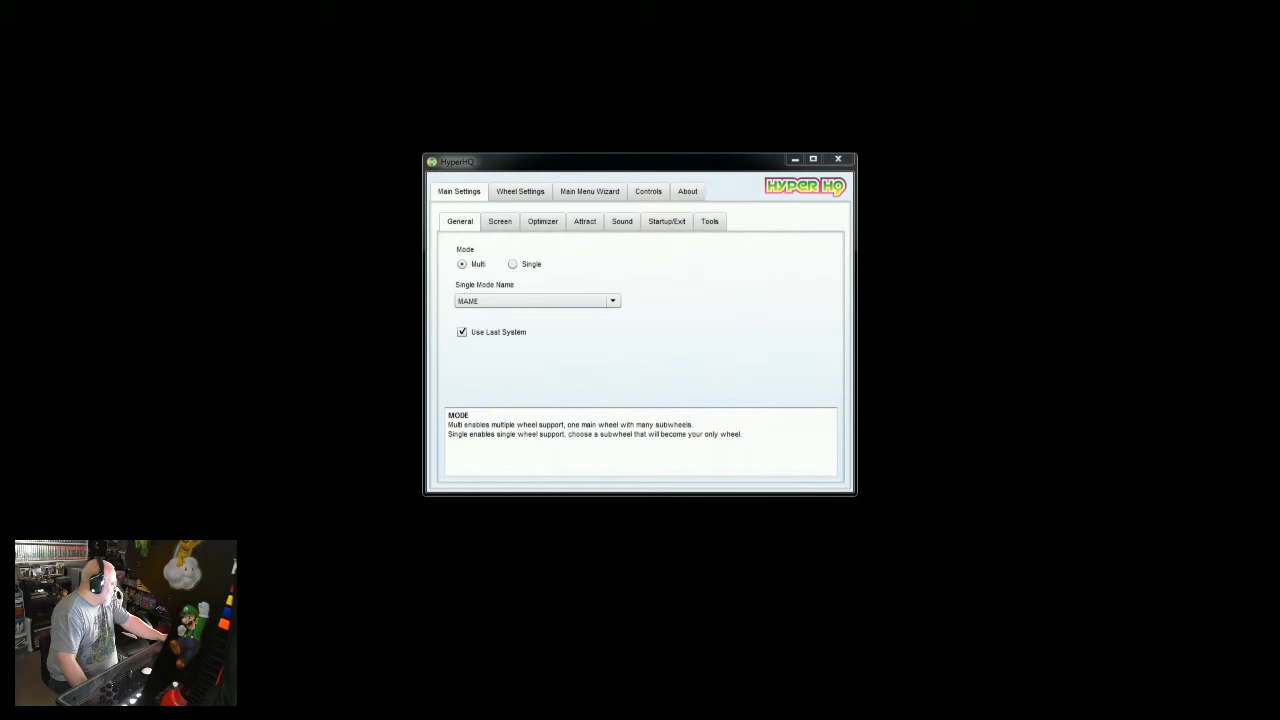 HyperHQ
Main Settings Wheel Settings Main Menu Wizard Controls About
HYPER HQ
General Screen Optimizer Attract Sound Startup/Exit Tools
Mode
Multi Single
Single Mode Name
MAME
Use Last System
MODE
Multi enables multiple wheel support, one main wheel with many subwheels.
Single enables single wheel support, choose a subwheel that will become your only wheel.